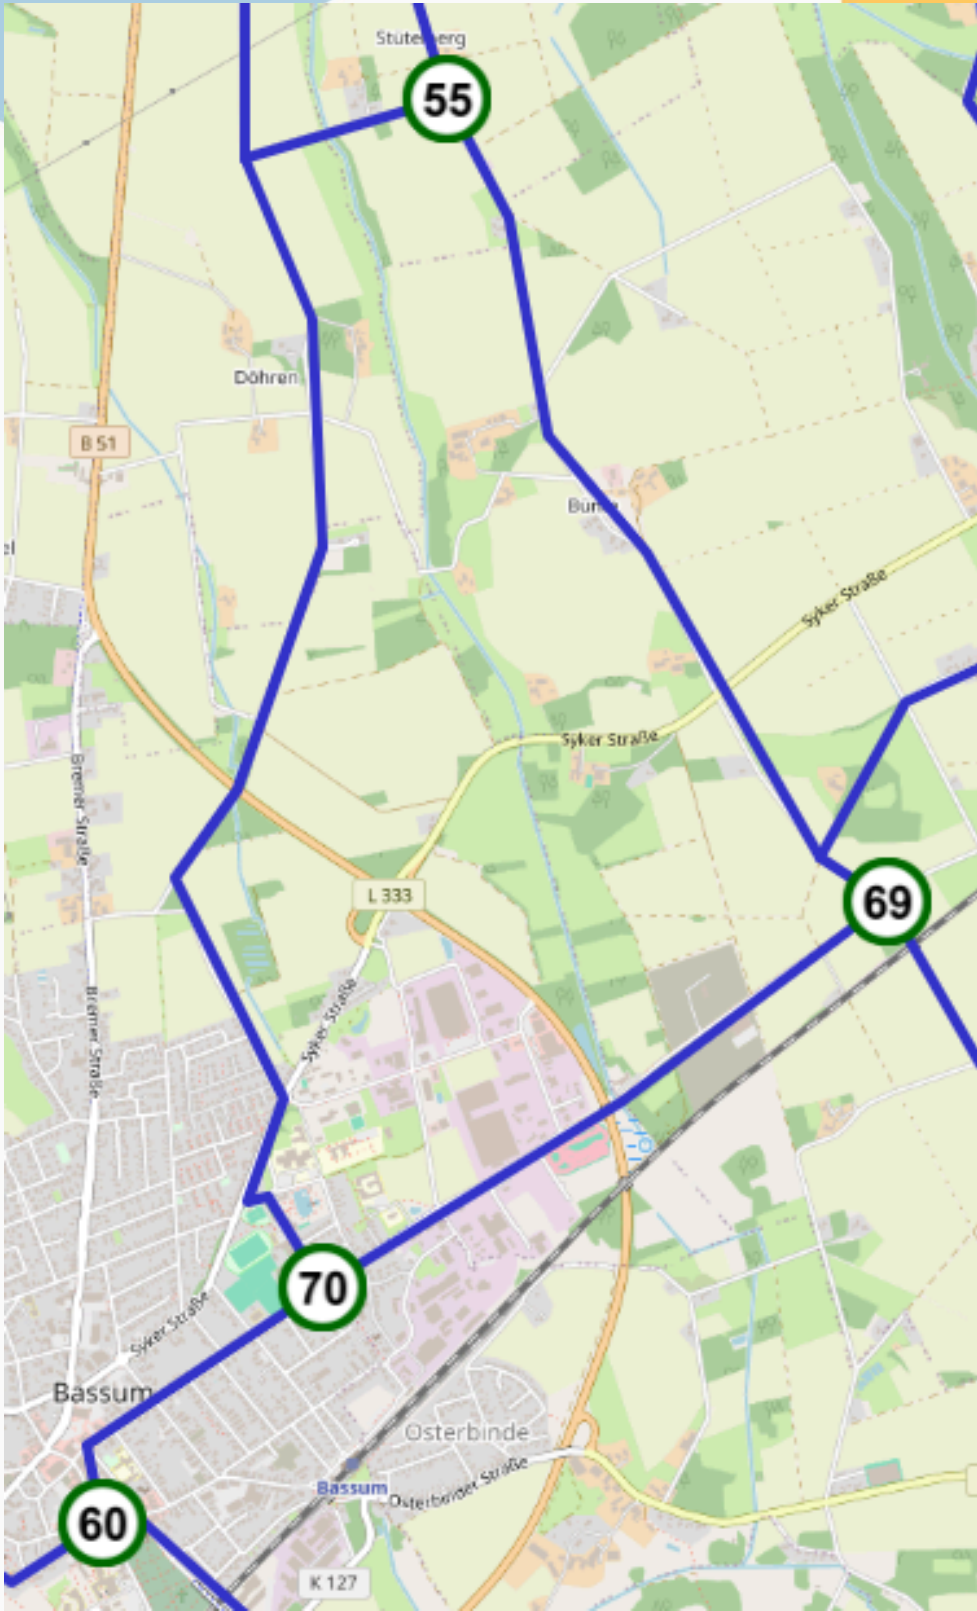 55
Döhren
B 51
Syker Straße
Syker Straße
Bremer Straße
L 333
69
Bremer Straße
Syker Straße
70
Syker Straße
Bassum
Osterbinde
Bassum
Osterbinder Straße
60
K 127